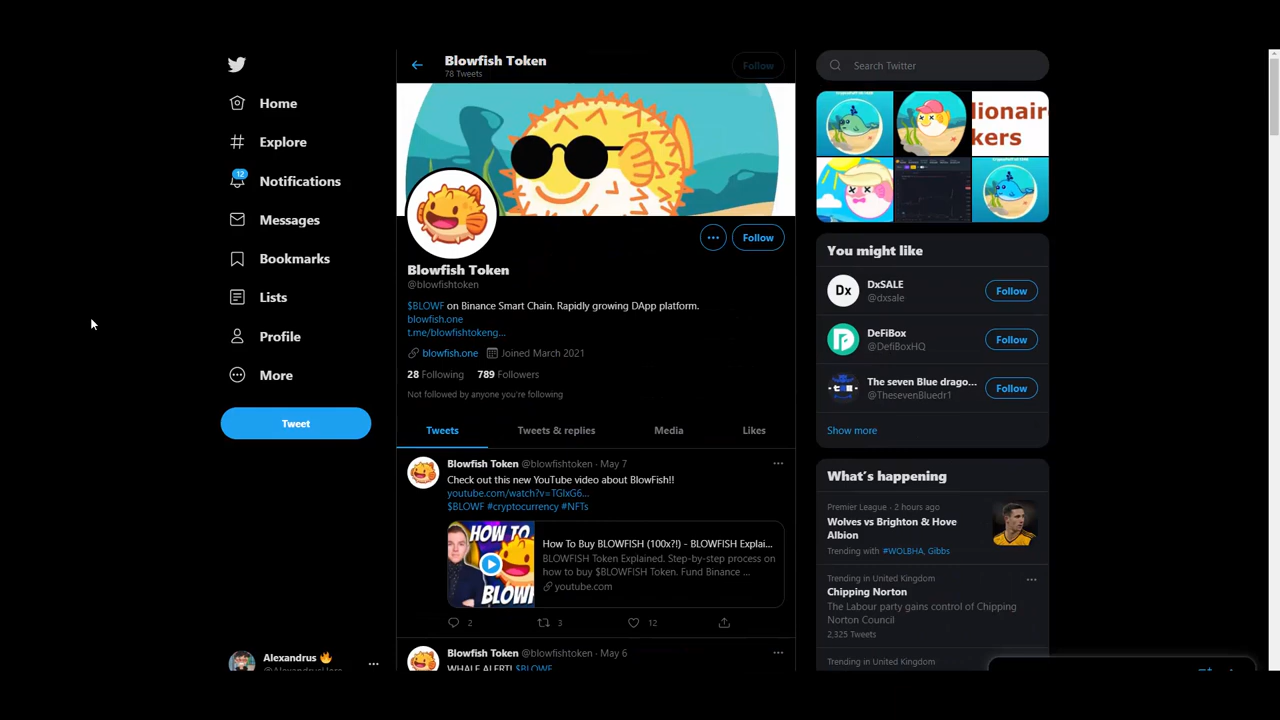 Home
Explore
12
Notifications
Messages
Bookmarks
Lists
Profile
More
Tweet
Alexandrus
Blowfish Token
78 Tweets
Follow
Follow
Blowfish Token
@blowfishtoken
$BLOWF on Binance Smart Chain. Rapidly growing DApp platform.
blowfish.one
t.me/blowfishtokeng...
blowfish.one Joined March 2021
28 Following 789 Followers
Not followed by anyone you're following
Tweets Tweets & replies Media Likes
Blowfish Token @blowfishtoken · May 7
Check out this new YouTube video about BlowFish!!
youtube.com/watch?v=TGlxG6...
$BLOWF #cryptocurrency #NFTs
HOW TO
BLOWF
How To Buy BLOWFISH (100x?!) - BLOWFISH Explai...
BLOWFISH Token Explained. Step-by-step process on
how to buy $BLOWFISH Token. Fund Binance ...
youtube.com
2 3 12
Blowfish Token @blowfishtoken · May 6
WHALE ALERT! $BLOWF
Search Twitter
lionair
kers
You might like
Dx
DxSALE
@dxsale
Follow
DeFiBox
@DefiBoxHQ
Follow
The seven Blue drago...
@ThesevenBluedr1
Follow
Show more
What's happening
Premier League · 2 hours ago
Wolves vs Brighton & Hove
Albion
Trending with #WOLBHA, Gibbs
Trending in United Kingdom
Chipping Norton
The Labour party gains control of Chipping
Norton Council
2,325 Tweets
Trending in United Kingdom